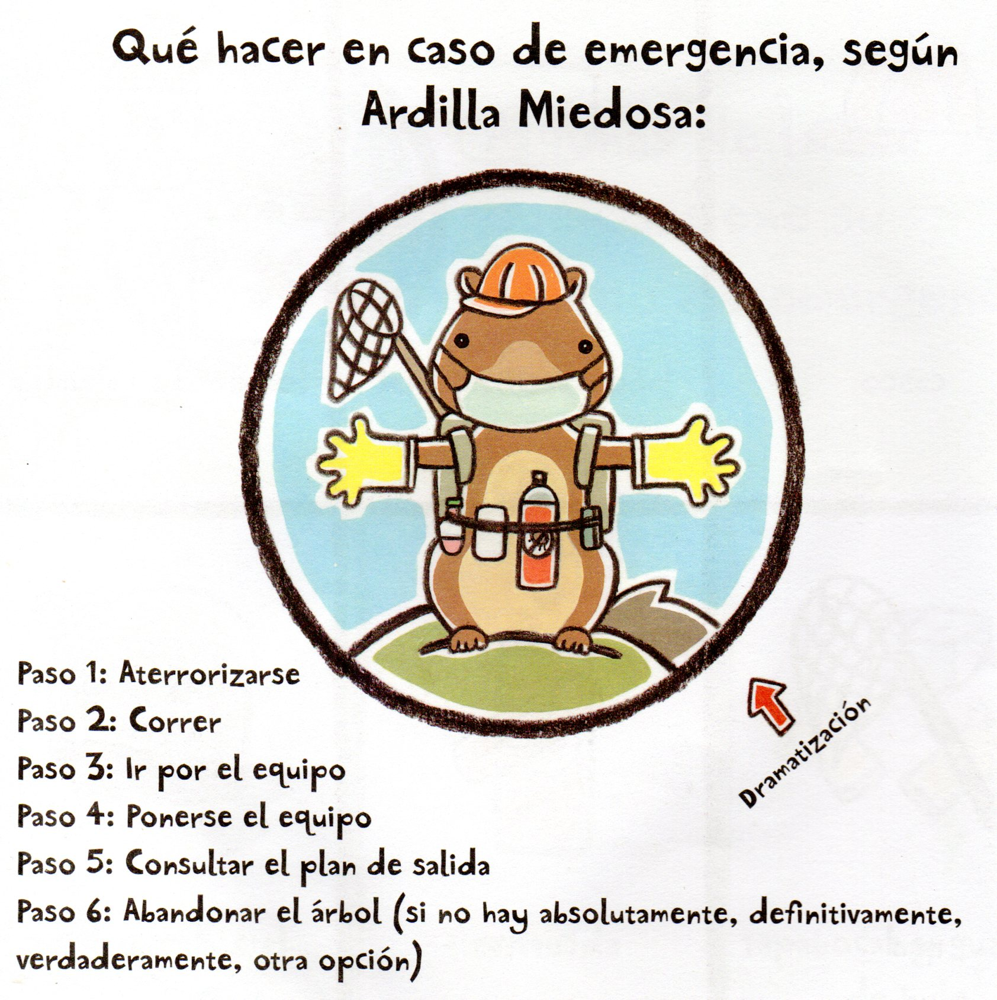 Qué hacer en caso de emergencia, según
Ardilla Miedosa:
Paso 1: Aterrorizarse
Paso 2: Correr
Paso 3: Ir por el equipo
Paso 4: Ponerse el equipo
Paso 5: Consultar el plan de salida
Paso 6: Abandonar el árbol (si no hay absolutamente, definitivamente,
verdaderamente, otra opción)
Dramatización